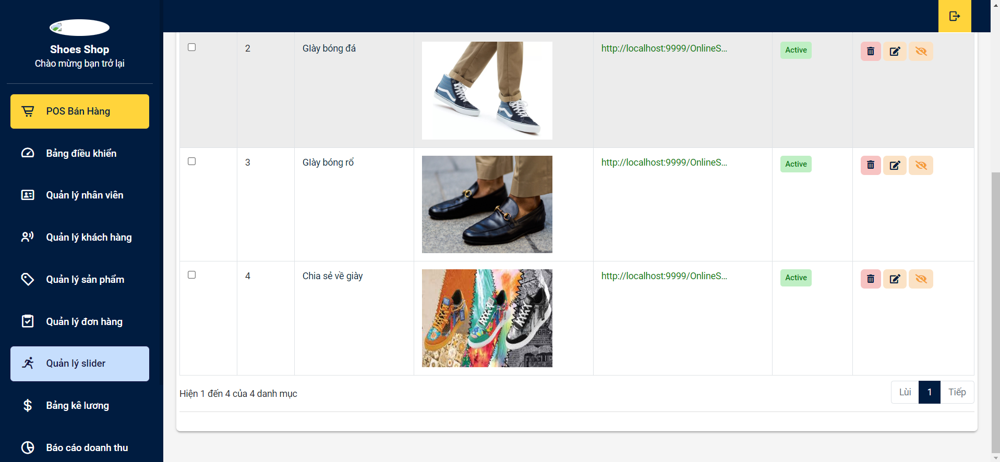 Shoes Shop
Chào mừng bạn trở lại
POS Bán Hàng
Bảng điều khiển
Quản lý nhân viên
Quản lý khách hàng
Quản lý sản phẩm
Quản lý đơn hàng
Quản lý slider
Bảng kê lương
Báo cáo doanh thu
2 GIày bóng đá http://localhost:9999/OnlineS... Active
3 GIày bóng rổ http://localhost:9999/OnlineS... Active
4 Chia sẻ về giày http://localhost:9999/OnlineS... Active
Hiện 1 đến 4 của 4 danh mục
Lùi 1 Tiếp